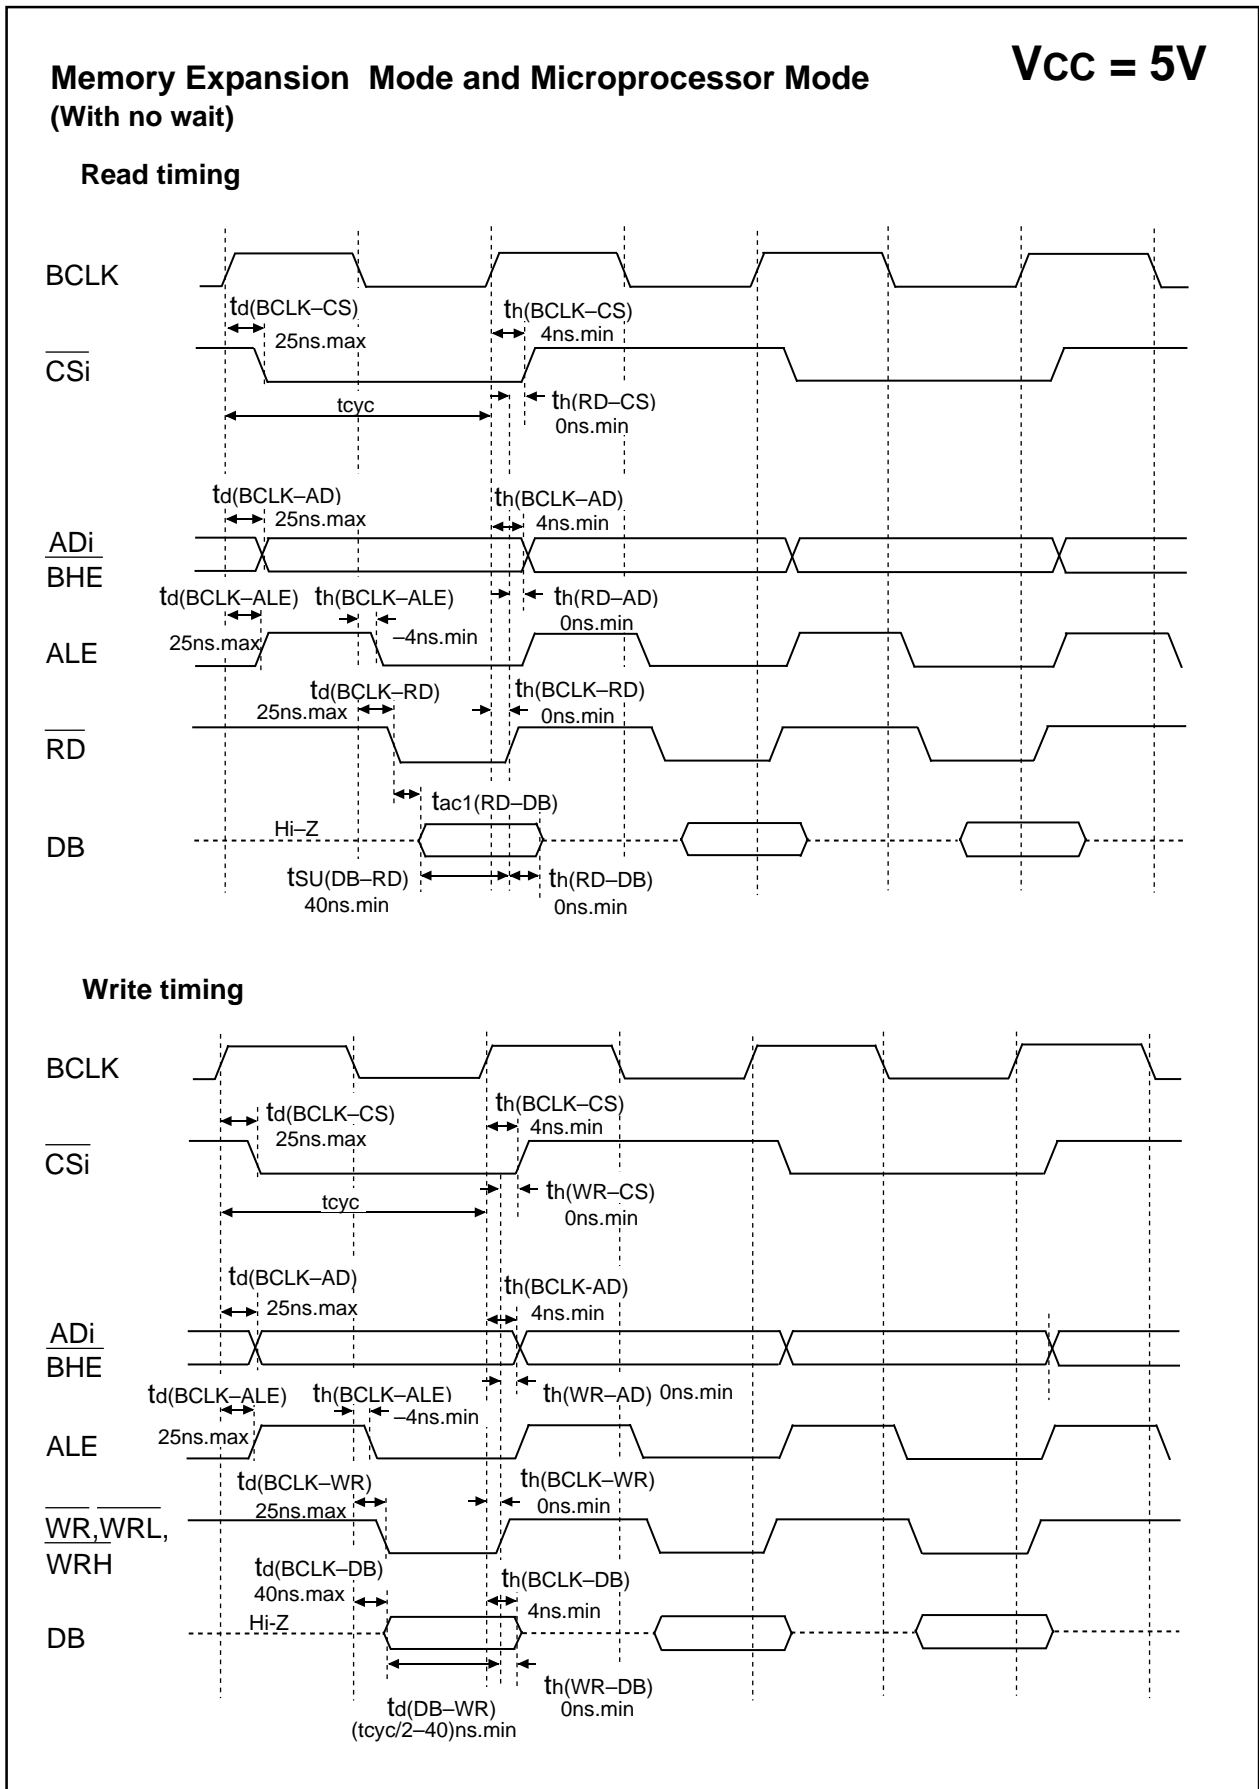 Memory Expansion Mode and Microprocessor Mode
VCC = 5V
(With no wait)
Read timing
BCLK
td(BCLK–CS)
25ns.max
th(BCLK–CS)
4ns.min
CSi
tcyc
th(RD–CS)
0ns.min
td(BCLK–AD)
25ns.max
th(BCLK–AD)
4ns.min
ADi
BHE
td(BCLK–ALE)
25ns.max
th(BCLK–ALE)
–4ns.min
th(RD–AD)
0ns.min
ALE
td(BCLK–RD)
25ns.max
th(BCLK–RD)
0ns.min
RD
tac1(RD–DB)
Hi–Z
DB
tSU(DB–RD)
40ns.min
th(RD–DB)
0ns.min
Write timing
BCLK
td(BCLK–CS)
25ns.max
th(BCLK–CS)
4ns.min
CSi
tcyc
th(WR–CS)
0ns.min
td(BCLK–AD)
25ns.max
th(BCLK-AD)
4ns.min
ADi
BHE
td(BCLK–ALE)
25ns.max
th(BCLK–ALE)
–4ns.min
th(WR–AD) 0ns.min
ALE
td(BCLK–WR)
25ns.max
th(BCLK–WR)
0ns.min
WR,WRL,
WRH
td(BCLK–DB)
40ns.max
th(BCLK–DB)
4ns.min
Hi-Z
DB
td(DB–WR)
(tcyc/2–40)ns.min
th(WR–DB)
0ns.min